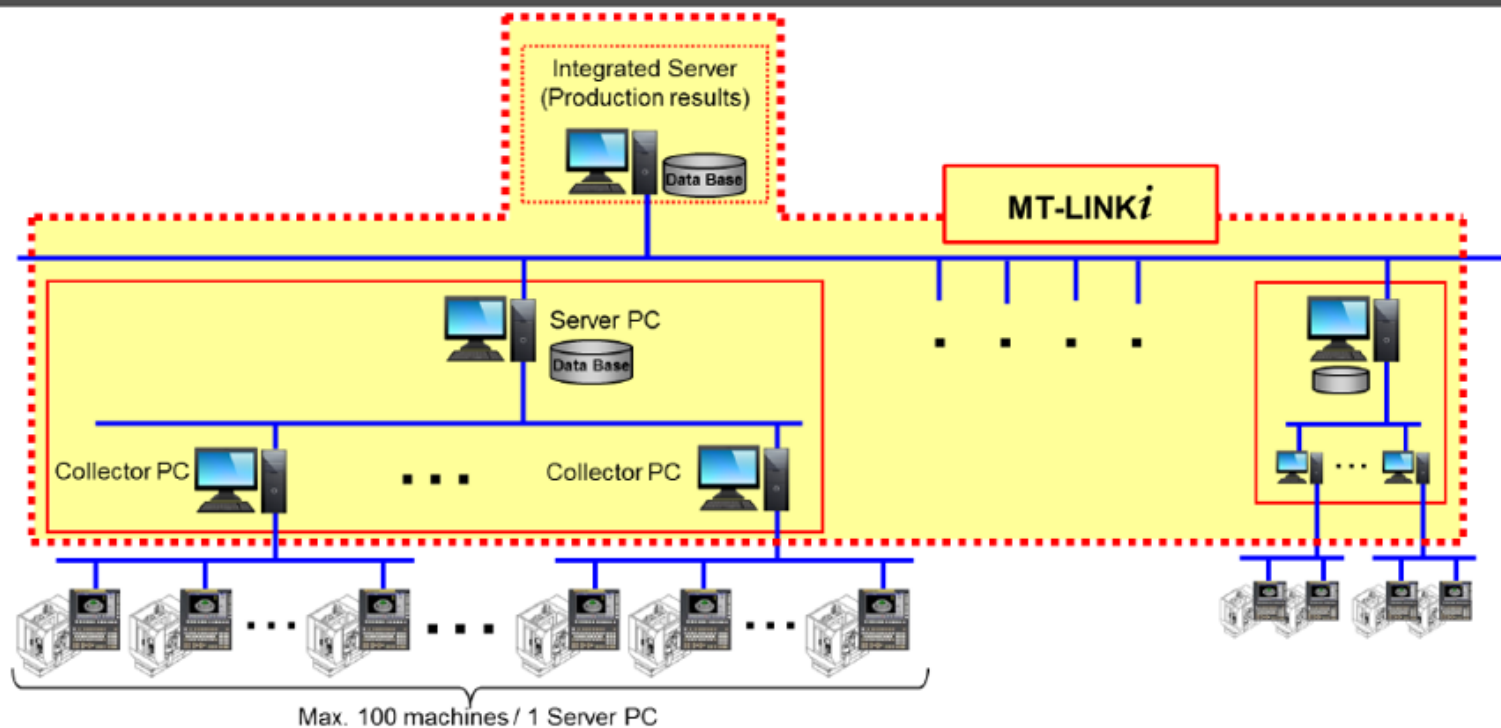 Integrated Server
(Production results)
Data Base
MT-LINKi
Server PC
Data Base
Collector PC
Collector PC
Max. 100 machines / 1 Server PC